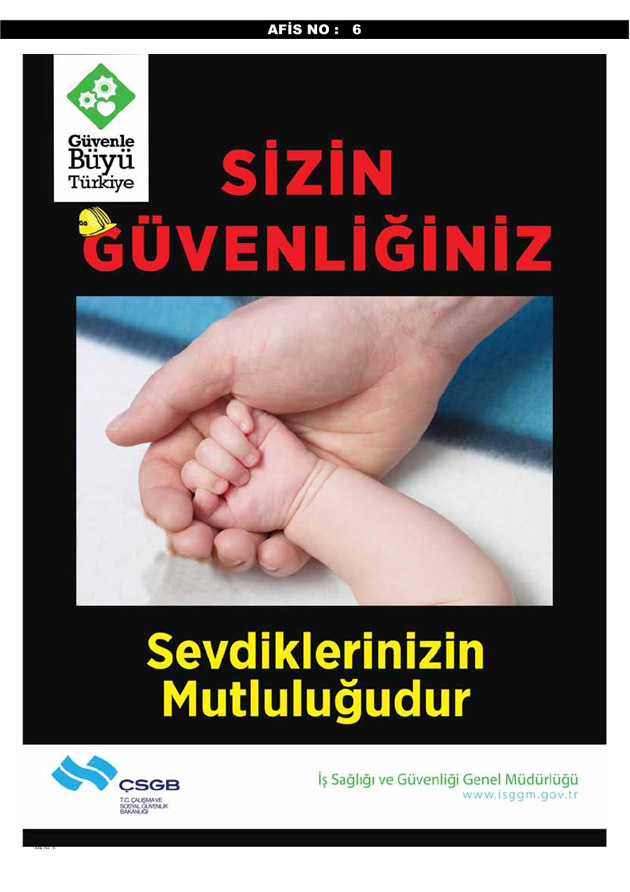 AFİS NO : 6
Güvenle
Büyü
Türkiye
SİZİN
GÜVENLİĞİNİZ
Sevdiklerinizin
Mutluluğudur
ÇSGB
T.C. ÇALIŞMA VE
SOSYAL GÜVENLİK
BAKANLIĞI
İş Sağlığı ve Güvenliği Genel Müdürlüğü
www.isggm.gov.tr